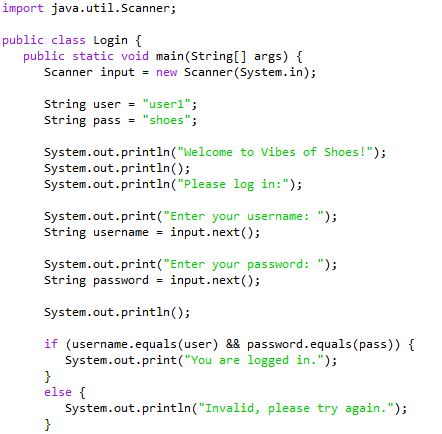 import java.util.Scanner;
public class Login {
public static void main(String[] args) {
Scanner input = new Scanner(System.in);
String user = "user1";
String pass = "shoes";
System.out.println("Welcome to Vibes of Shoes!");
System.out.println();
System.out.println("Please log in:");
System.out.print("Enter your username: ");
String username = input.next();
System.out.print("Enter your password: ");
String password = input.next();
System.out.println();
if (username.equals(user) && password.equals(pass)) {
System.out.print("You are logged in.");
}
else {
System.out.println("Invalid, please try again.");
}